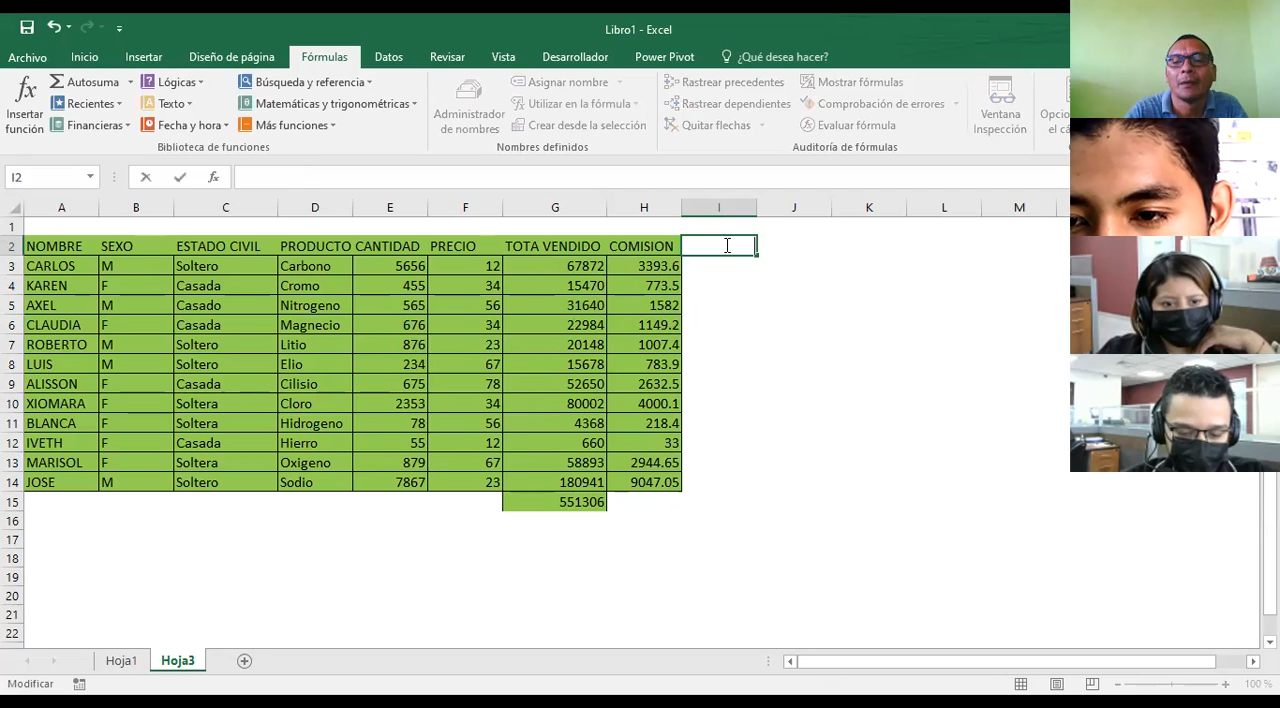 Libro1 - Excel
Archivo Inicio Insertar Diseño de página Fórmulas Datos Revisar Vista Desarrollador Power Pivot ¿Qué desea hacer?
Insertar función
Autosuma
Recientes
Financieras
Lógicas
Texto
Fecha y hora
Búsqueda y referencia
Matemáticas y trigonométricas
Más funciones
Biblioteca de funciones
Administrador de nombres
Asignar nombre
Utilizar en la fórmula
Crear desde la selección
Nombres definidos
Rastrear precedentes
Rastrear dependientes
Quitar flechas
Mostrar fórmulas
Comprobación de errores
Evaluar fórmula
Auditoría de fórmulas
Ventana Inspección
I2 fx
A B C D E F G H I J K L M
1
2 NOMBRE SEXO ESTADO CIVIL PRODUCTO CANTIDAD PRECIO TOTA VENDIDO COMISION
3 CARLOS M Soltero Carbono 5656 12 67872 3393.6
4 KAREN F Casada Cromo 455 34 15470 773.5
5 AXEL M Casado Nitrogeno 565 56 31640 1582
6 CLAUDIA F Casado Magnecio 676 34 22984 1149.2
7 ROBERTO M Soltero Litio 876 23 20148 1007.4
8 LUIS M Soltero Elio 234 67 15678 783.9
9 ALISSON F Casada Cilisio 675 78 52650 2632.5
10 XIOMARA F Soltera Cloro 2353 34 80002 4000.1
11 BLANCA F Soltera Hidrogeno 78 56 4368 218.4
12 IVETH F Casada Hierro 55 12 660 33
13 MARISOL F Soltera Oxigeno 879 67 58893 2944.65
14 JOSE M Soltero Sodio 7867 23 180941 9047.05
15 551306
16
17
18
19
20
21
22
Hoja1 Hoja3
Modificar 100 %